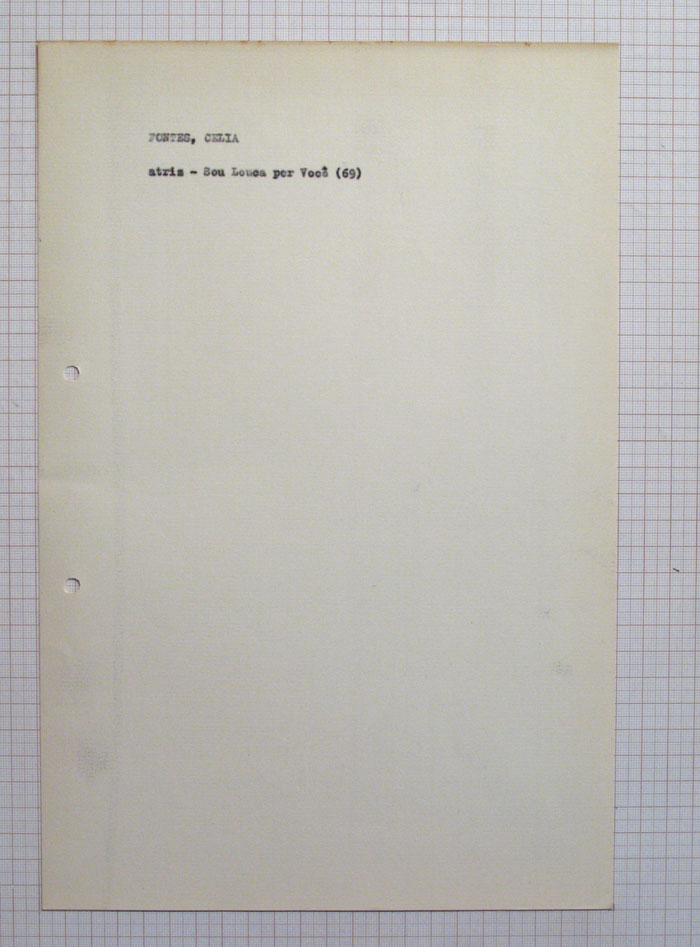 FONTES, CELIA
atriz - Sou Louca por Você (69)